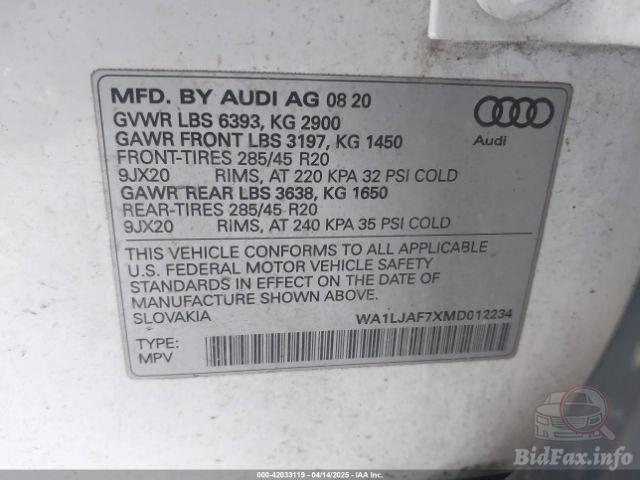 MFD. BY AUDI AG 08 20
GVWR LBS 6393, KG 2900
GAWR FRONT LBS 3197, KG 1450
FRONT-TIRES 285/45 R20
9JX20 RIMS, AT 220 KPA 32 PSI COLD
GAWR REAR LBS 3638, KG 1650
REAR-TIRES 285/45 R20
9JX20 RIMS, AT 240 KPA 35 PSI COLD
Audi
THIS VEHICLE CONFORMS TO ALL APPLICABLE
U.S. FEDERAL MOTOR VEHICLE SAFETY
STANDARDS IN EFFECT ON THE DATE OF
MANUFACTURE SHOWN ABOVE.
SLOVAKIA WA1LJAF7XMD012234
TYPE:
MPV
BidFax.info
000-42033119 - 04/14/2025 - IAA Inc.